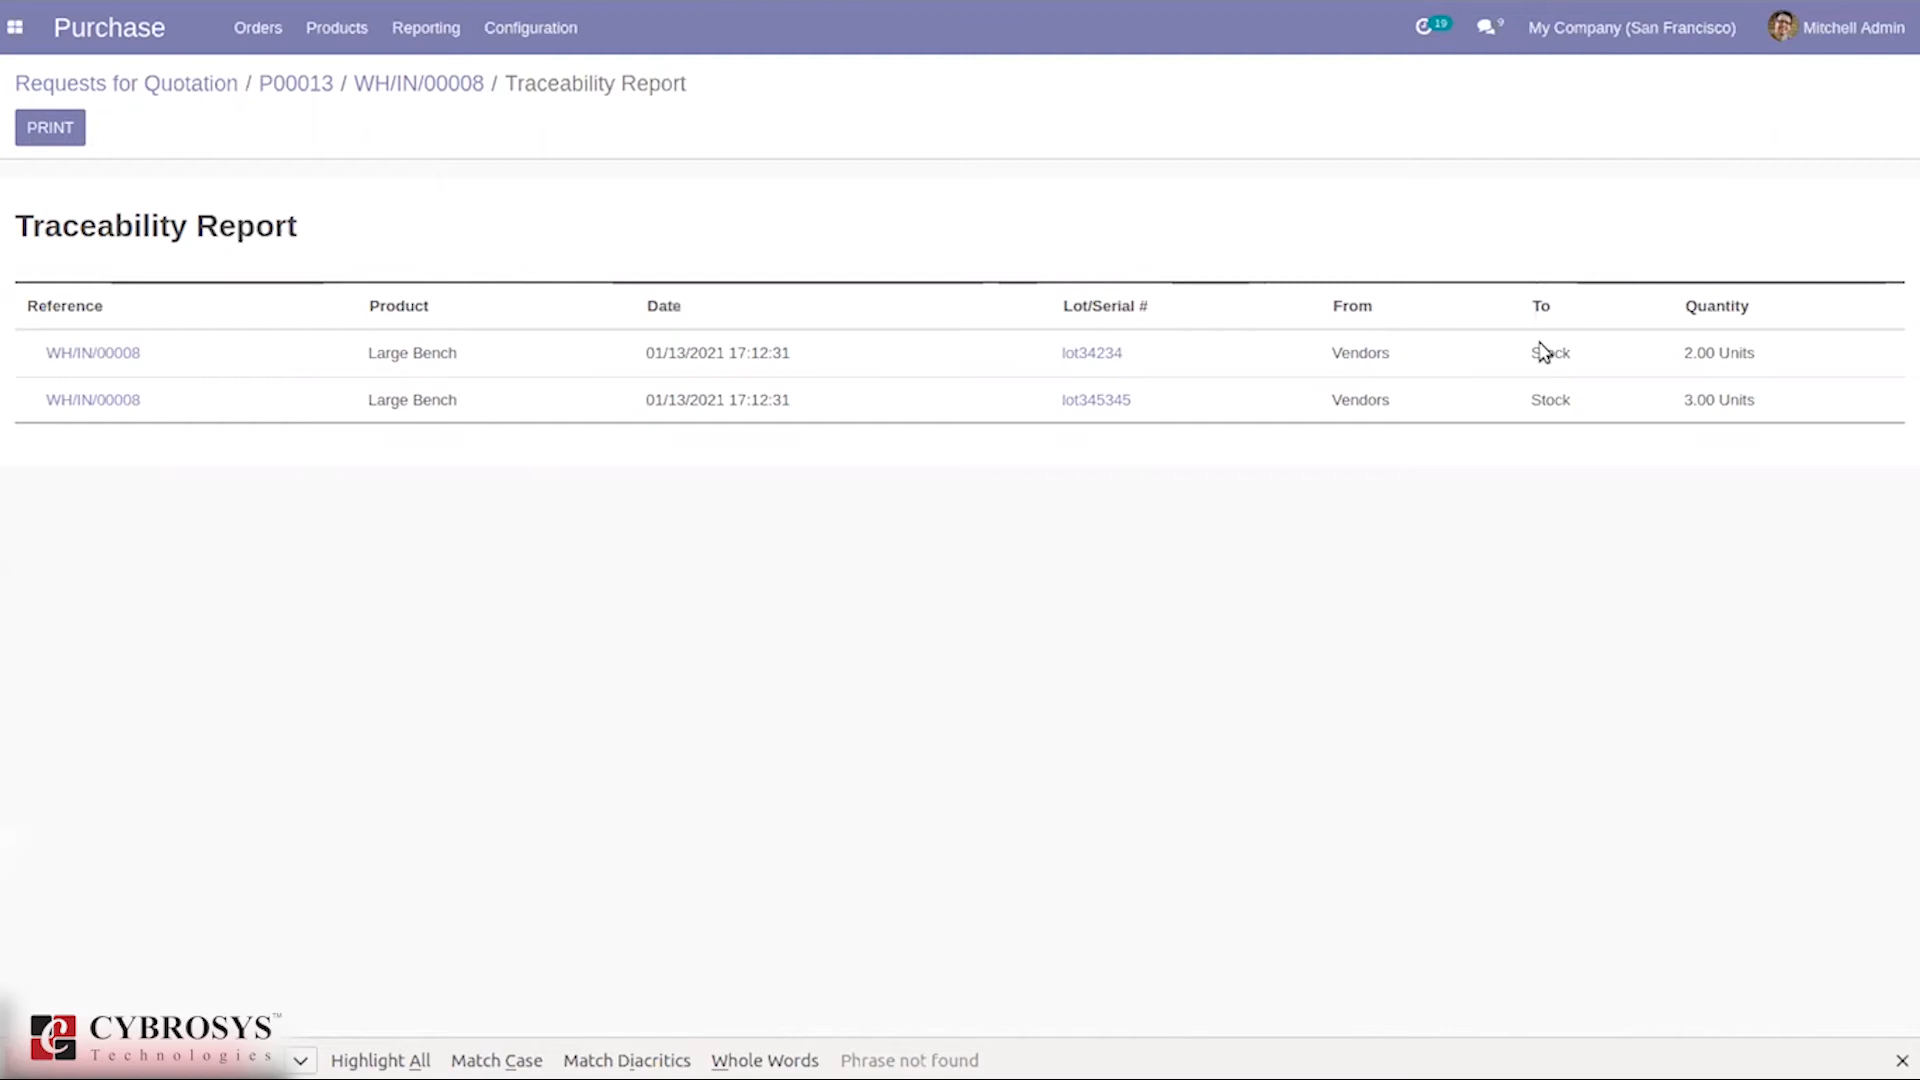 Purchase Orders Products Reporting Configuration 19 9 My Company (San Francisco) Mitchell Admin
Requests for Quotation / P00013 / WH/IN/00008 / Traceability Report
PRINT
Traceability Report
Reference Product Date Lot/Serial # From To Quantity
WH/IN/00008 Large Bench 01/13/2021 17:12:31 lot34234 Vendors Stock 2.00 Units
WH/IN/00008 Large Bench 01/13/2021 17:12:31 lot345345 Vendors Stock 3.00 Units
CYBROSYS™
Technologies
Highlight All Match Case Match Diacritics Whole Words Phrase not found